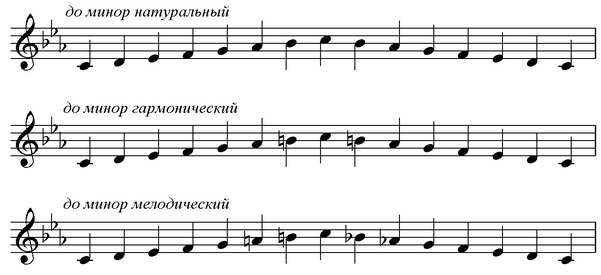 до минор натуральный
до минор гармонический
до минор мелодический